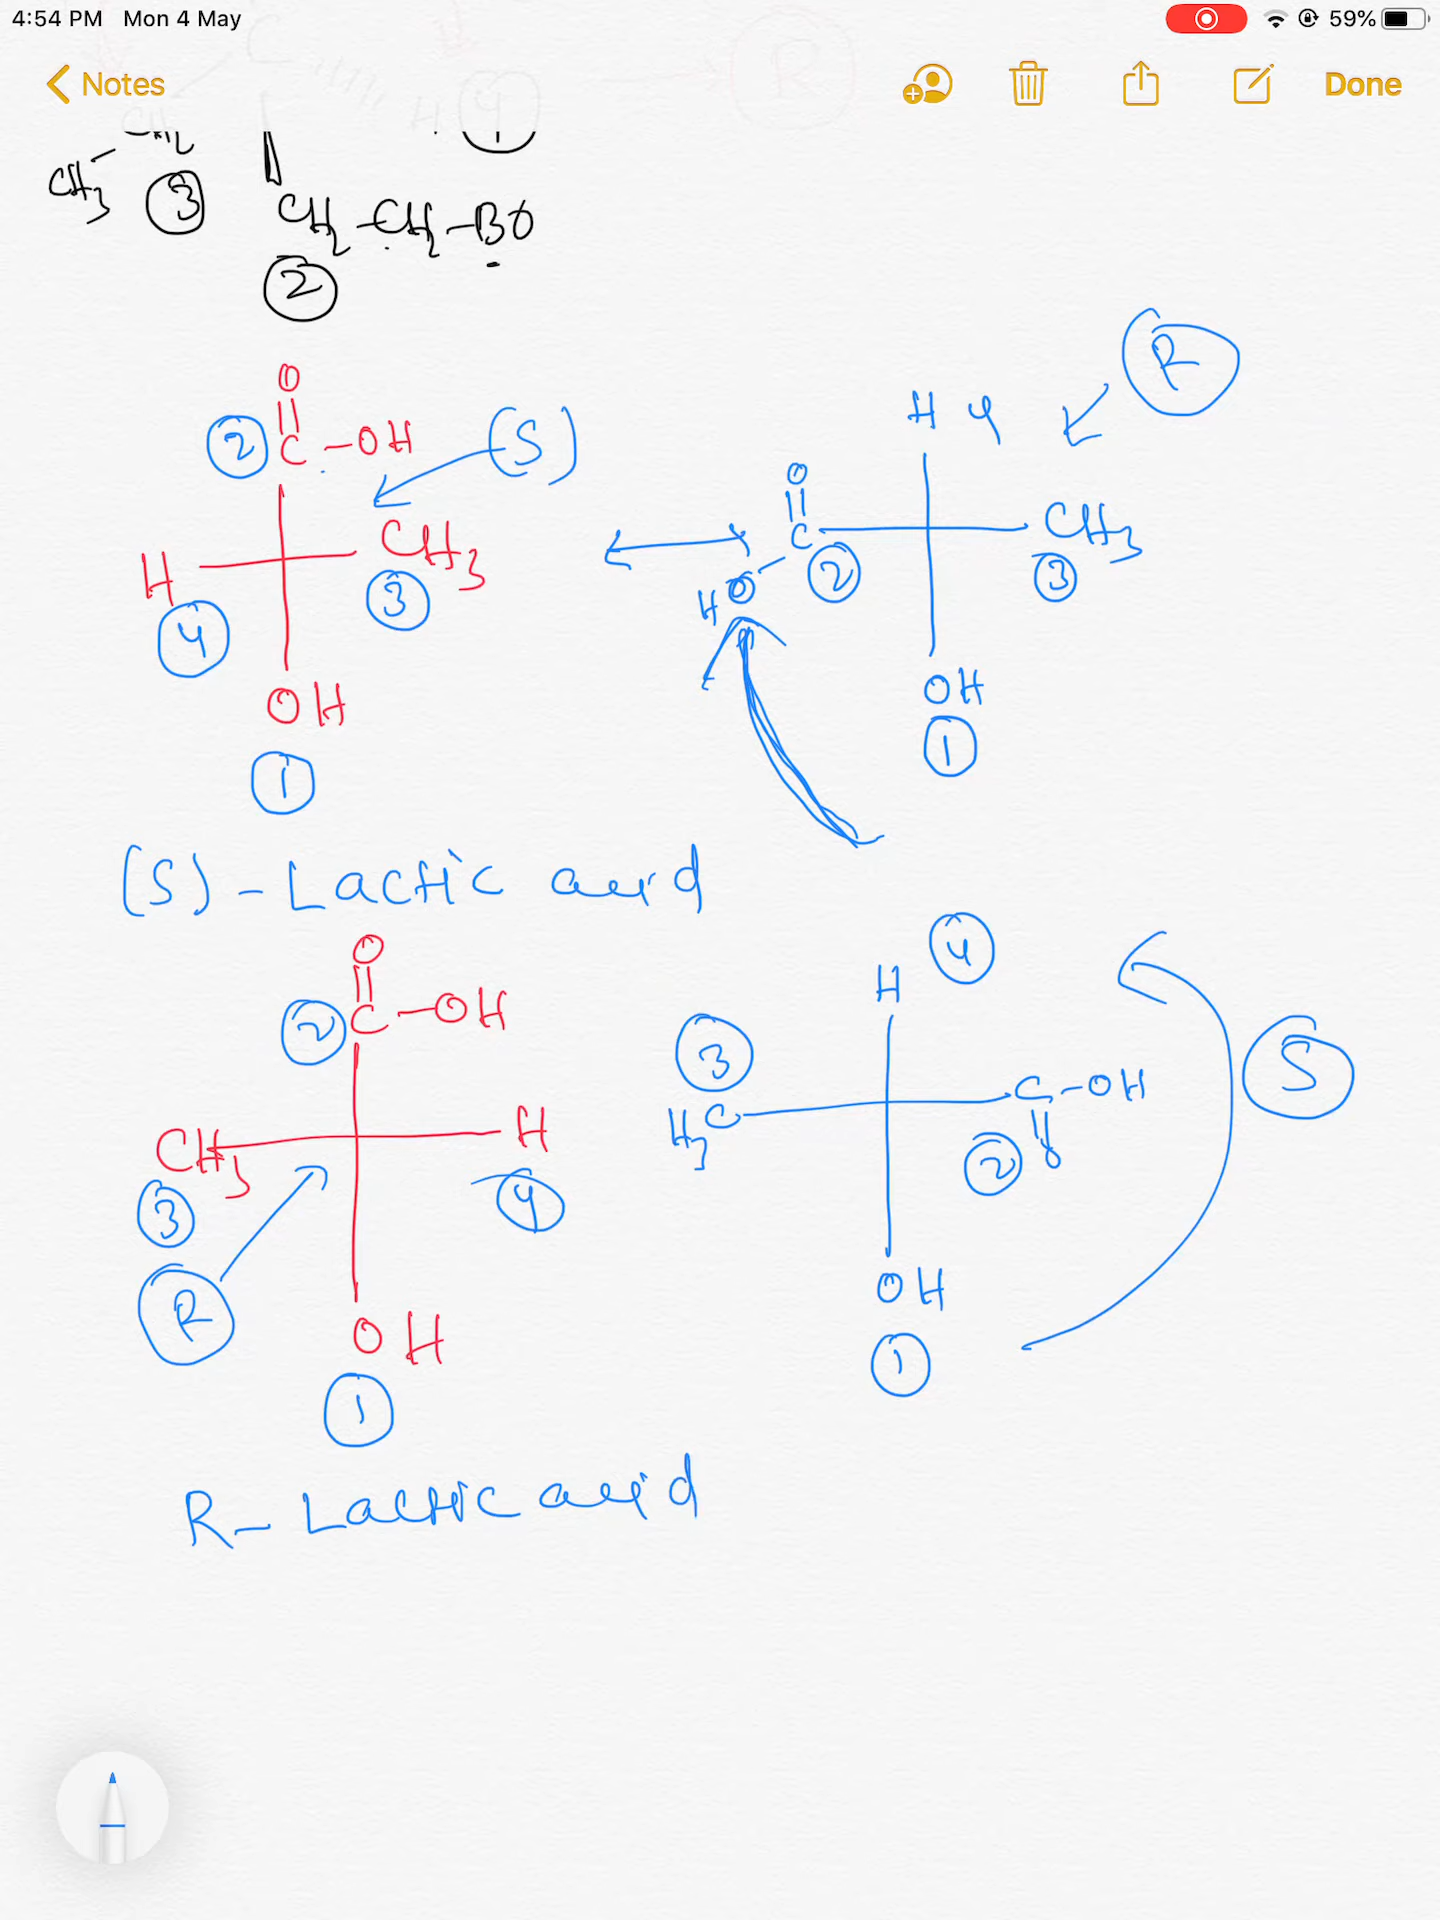 4:54 PM Mon 4 May
59%
Notes
Done
CH3
3
CH2-CH2-Br
2
R
O
2
C-OH
(S)
H 4
O
H
CH3
C
CH3
4
3
2
3
HO
OH
OH
1
1
(S)-Lactic acid
4
O
H
2
C-OH
3
S
C-OH
CH3
H
H3C
O
3
4
2
R
OH
OH
1
1
R-Lactic acid